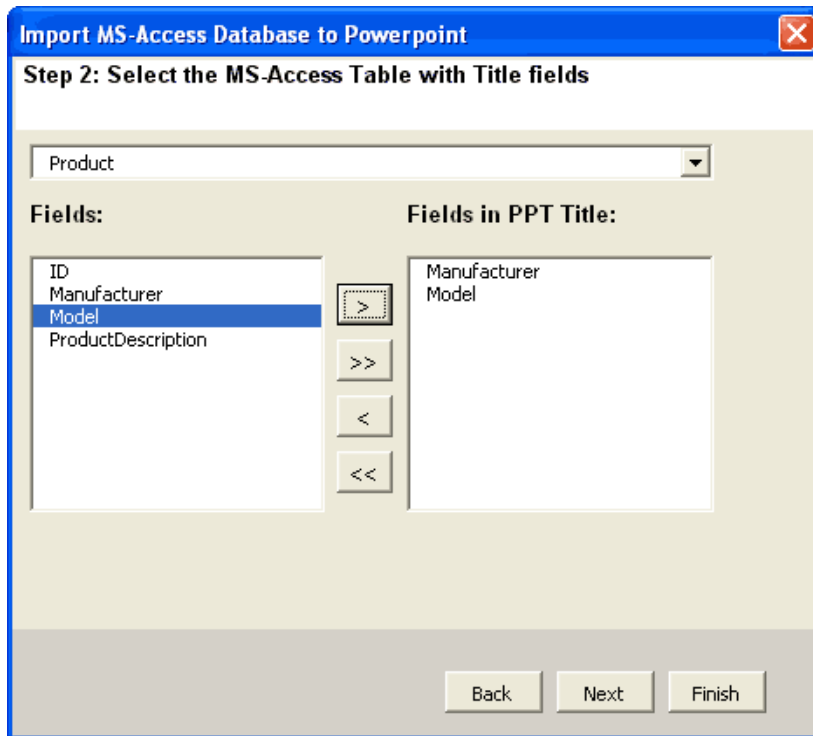 Import MS-Access Database to Powerpoint
Step 2: Select the MS-Access Table with Title fields
Product
Fields:
Fields in PPT Title:
ID
Manufacturer
Model
ProductDescription
>
>>
<
<<
Manufacturer
Model
Back
Next
Finish